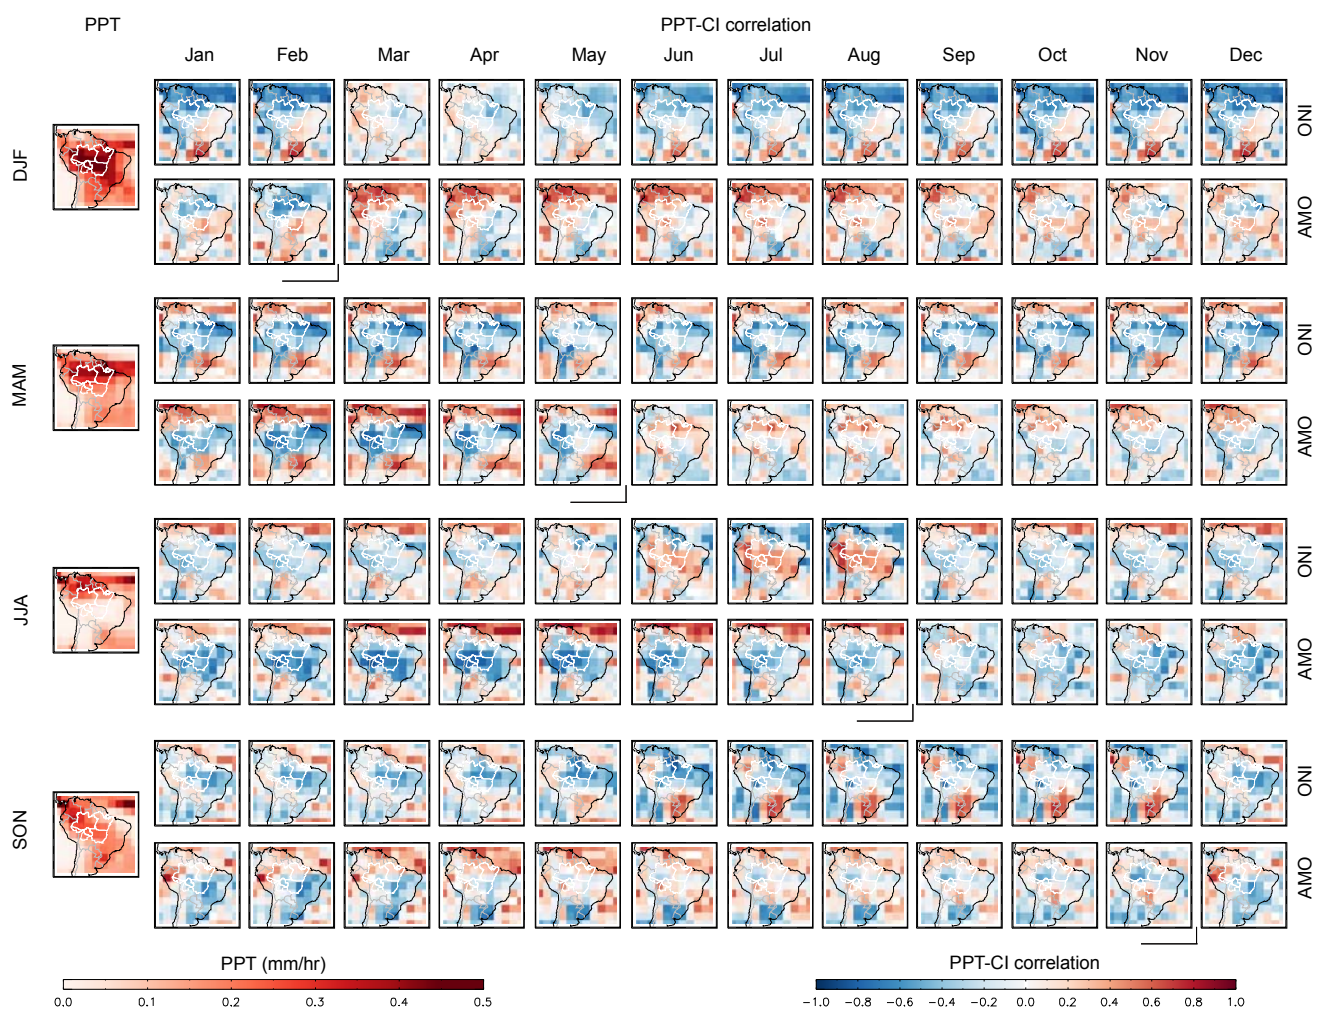 PPT PPT-CI correlation
Jan Feb Mar Apr May Jun Jul Aug Sep Oct Nov Dec
DJF
ONI
AMO
MAM
ONI
AMO
JJA
ONI
AMO
SON
ONI
AMO
PPT (mm/hr)
0.0 0.1 0.2 0.3 0.4 0.5
PPT-CI correlation
−1.0 −0.8 −0.6 −0.4 −0.2 0.0 0.2 0.4 0.6 0.8 1.0